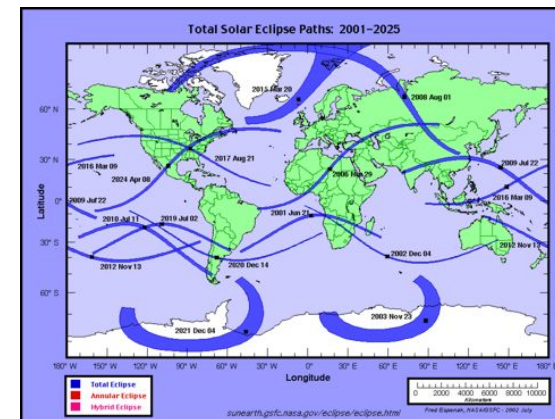 Total Solar Eclipse Paths: 2001–2025
2015 Mar 20
2008 Aug 01
60° N
2017 Aug 21
2016 Mar 09
2024 Apr 08
2006 Mar 29
2009 Jul 22
30° N
2009 Jul 22
2016 Mar 09
Latitude
0°
2010 Jul 11
2019 Jul 02
2001 Jun 21
2012 Nov 13
30° S
2012 Nov 13
2020 Dec 14
2002 Dec 04
60° S
2021 Dec 04
2003 Nov 23
180° W 150° W 120° W 90° W 60° W 30° W 0° 30° E 60° E 90° E 120° E 150° E 180° E
Longitude
Total Eclipse
Annular Eclipse
Hybrid Eclipse
0 2000 4000 6000 8000 10000
Kilometers
sunearth.gsfc.nasa.gov/eclipse/eclipse.html
Fred Espenak, NASA/GSFC - 2002 July